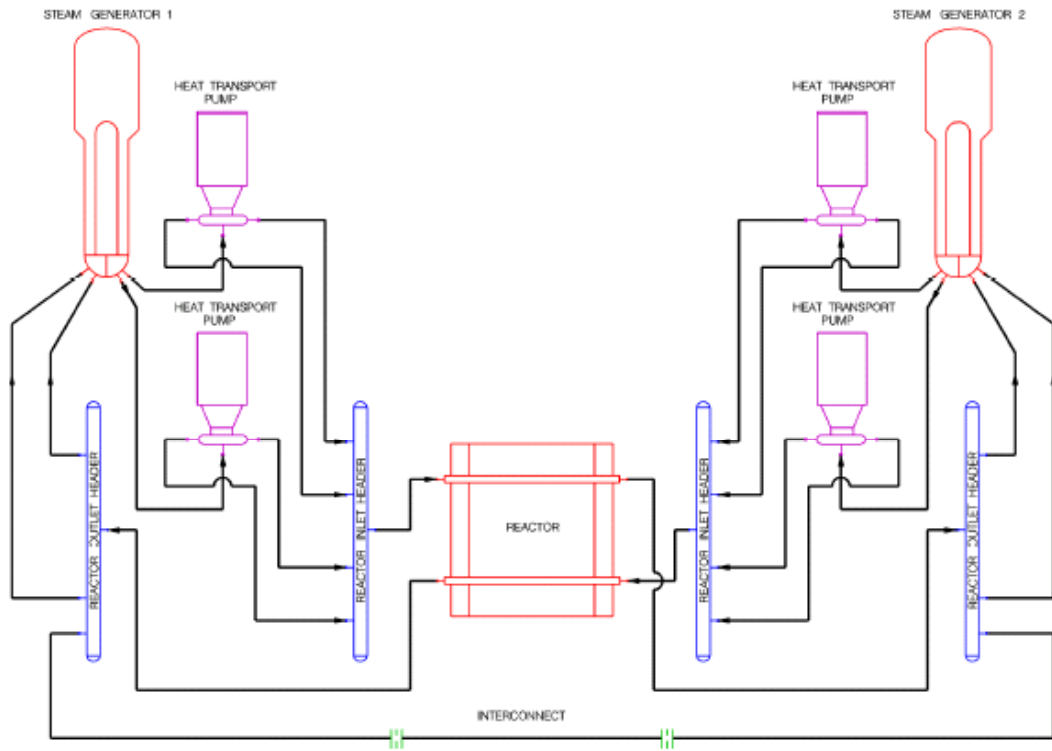 STEAM GENERATOR 1
STEAM GENERATOR 2
HEAT TRANSPORT
PUMP
HEAT TRANSPORT
PUMP
HEAT TRANSPORT
PUMP
HEAT TRANSPORT
PUMP
REACTOR OUTLET HEADER
REACTOR INLET HEADER
REACTOR
REACTOR INLET HEADER
REACTOR OUTLET HEADER
INTERCONNECT